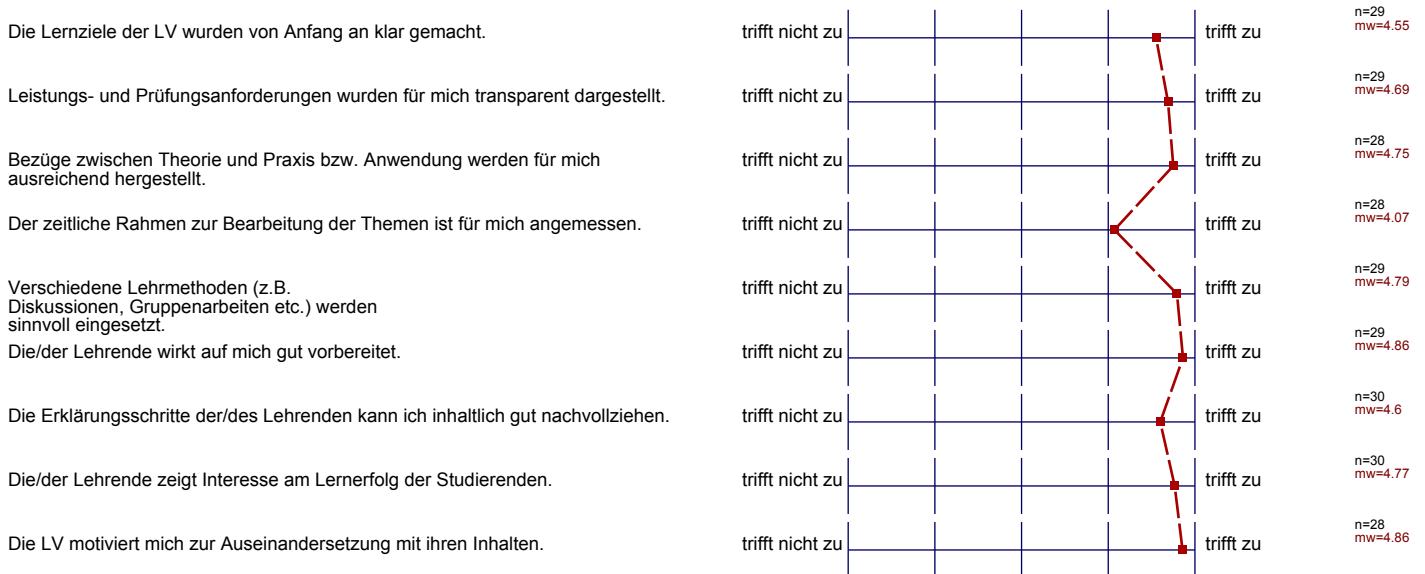 Die Lernziele der LV wurden von Anfang an klar gemacht. trifft nicht zu trifft zu n=29
mw=4.55
Leistungs- und Prüfungsanforderungen wurden für mich transparent dargestellt. trifft nicht zu trifft zu n=29
mw=4.69
Bezüge zwischen Theorie und Praxis bzw. Anwendung werden für mich trifft nicht zu trifft zu n=28
mw=4.75
ausreichend hergestellt.
Der zeitliche Rahmen zur Bearbeitung der Themen ist für mich angemessen. trifft nicht zu trifft zu n=28
mw=4.07
Verschiedene Lehrmethoden (z.B. trifft nicht zu trifft zu n=29
mw=4.79
Diskussionen, Gruppenarbeiten etc.) werden
sinnvoll eingesetzt.
Die/der Lehrende wirkt auf mich gut vorbereitet. trifft nicht zu trifft zu n=29
mw=4.86
Die Erklärungsschritte der/des Lehrenden kann ich inhaltlich gut nachvollziehen. trifft nicht zu trifft zu n=30
mw=4.6
Die/der Lehrende zeigt Interesse am Lernerfolg der Studierenden. trifft nicht zu trifft zu n=30
mw=4.77
Die LV motiviert mich zur Auseinandersetzung mit ihren Inhalten. trifft nicht zu trifft zu n=28
mw=4.86